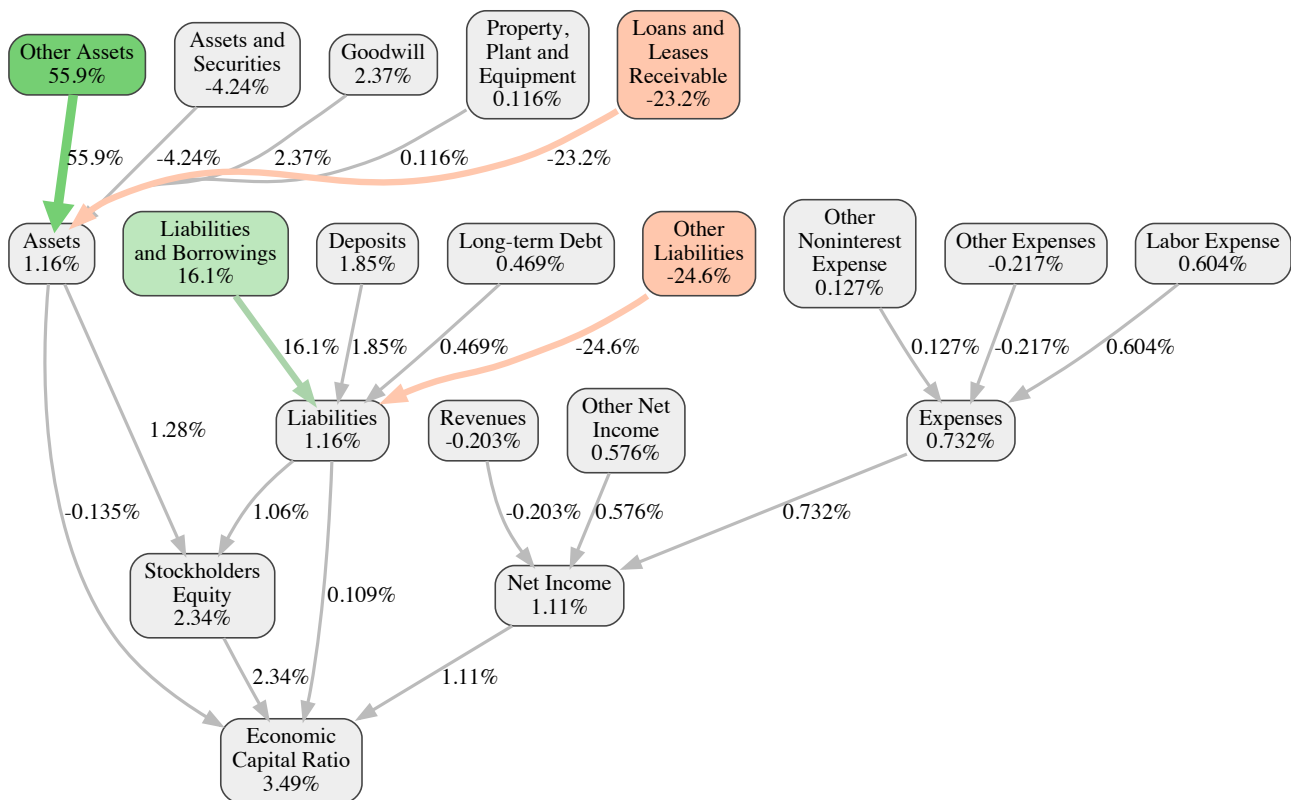 Other Assets
55.9%
Assets and
Securities
-4.24%
Goodwill
2.37%
Property,
Plant and
Equipment
0.116%
Loans and
Leases
Receivable
-23.2%
55.9%
-4.24%
2.37%
0.116%
-23.2%
Assets
1.16%
Liabilities
and Borrowings
16.1%
Deposits
1.85%
Long-term Debt
0.469%
Other
Liabilities
-24.6%
Other
Noninterest
Expense
0.127%
Other Expenses
-0.217%
Labor Expense
0.604%
16.1%
1.85%
0.469%
-24.6%
0.127%
-0.217%
0.604%
1.28%
Liabilities
1.16%
Revenues
-0.203%
Other Net
Income
0.576%
Expenses
0.732%
-0.135%
1.06%
-0.203%
0.576%
0.732%
Stockholders
Equity
2.34%
0.109%
Net Income
1.11%
2.34%
1.11%
Economic
Capital Ratio
3.49%